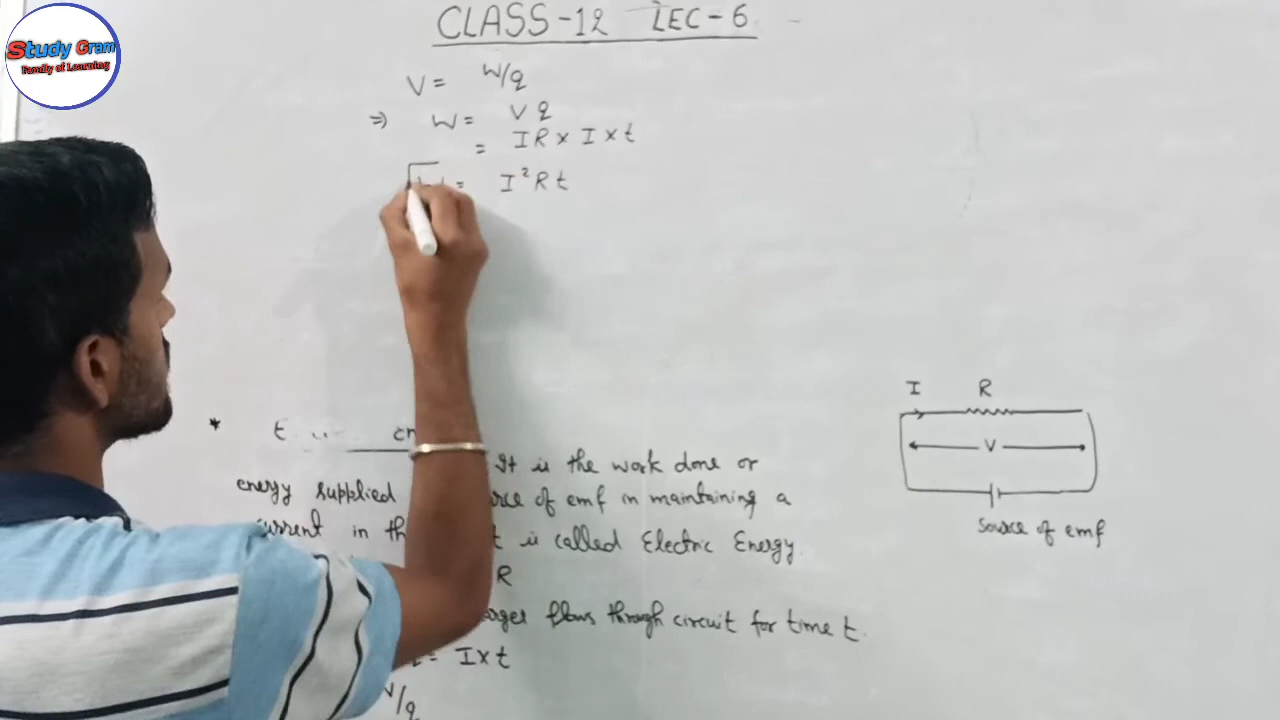 Study Gram
Family of Learning
CLASS-12 LEC-6
V = W/q
⇒ W = Vq
= IR × I × t
W = I²Rt
* E
It is the work done or
energy supplied of emf in maintaining a
current in is called Electric Energy.
R
flows through circuit for time t.
= I×t
/q
I R
V
Source of emf